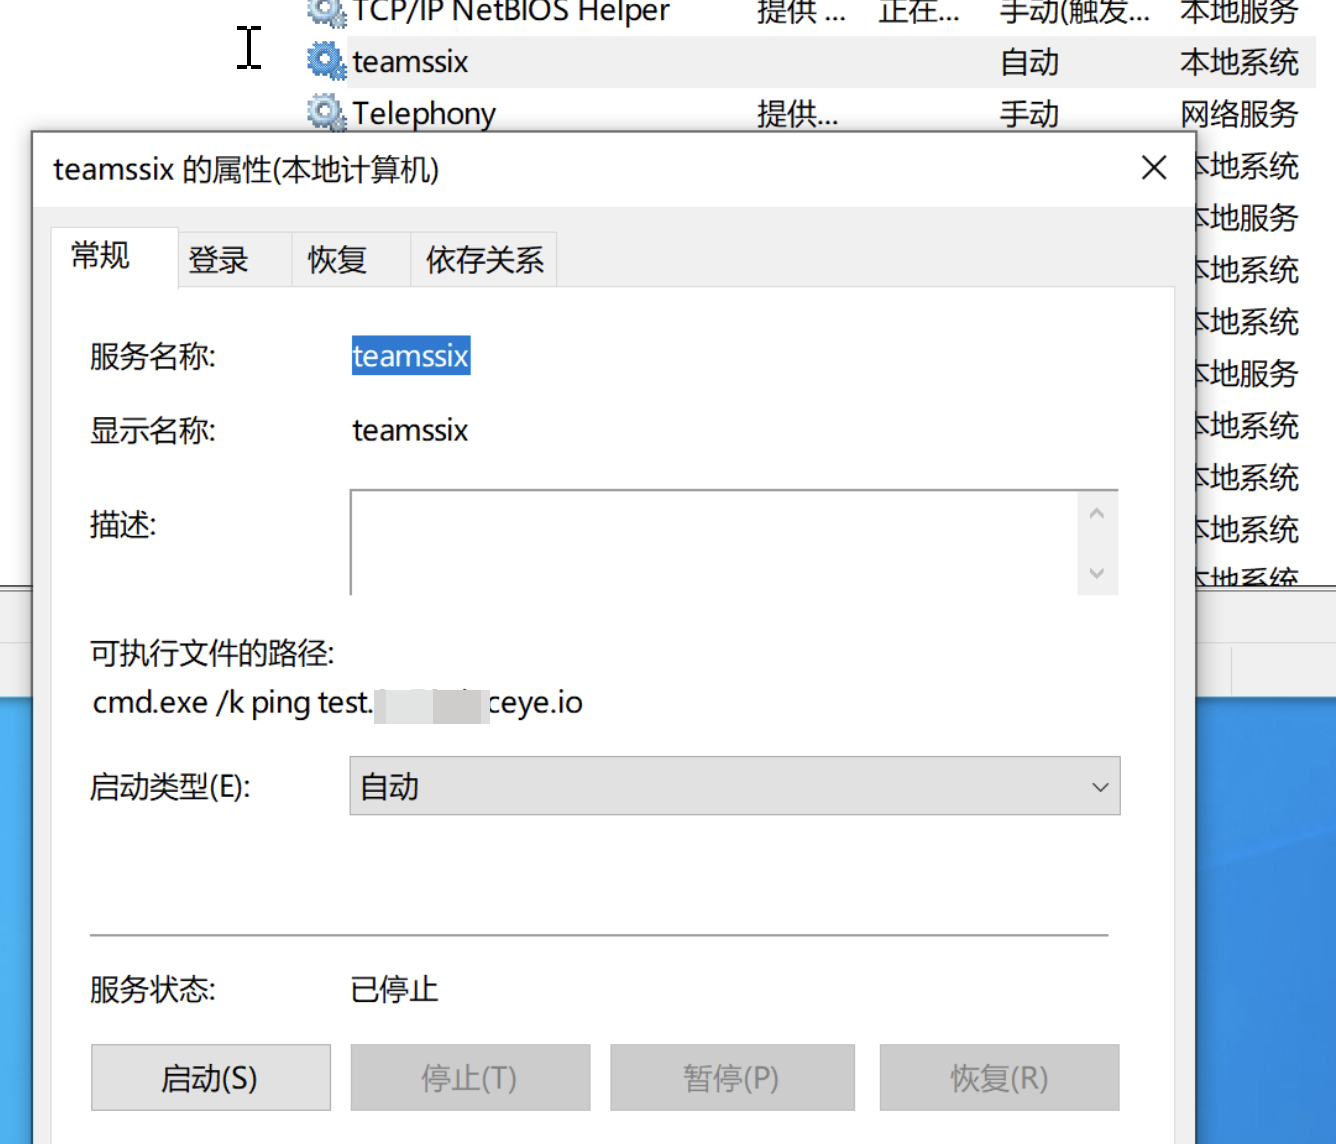 TCP/IP NetBIOS Helper 提供 ... 正在... 手动(触发... 本地服务
teamssix 自动 本地系统
Telephony 提供... 手动 网络服务
teamssix 的属性(本地计算机)
本地系统
本地服务
本地系统
本地系统
本地服务
本地系统
本地系统
本地系统
本地系统
常规 登录 恢复 依存关系
服务名称: teamssix
显示名称: teamssix
描述:
可执行文件的路径:
cmd.exe /k ping test. ceye.io
启动类型(E): 自动
服务状态: 已停止
启动(S) 停止(T) 暂停(P) 恢复(R)